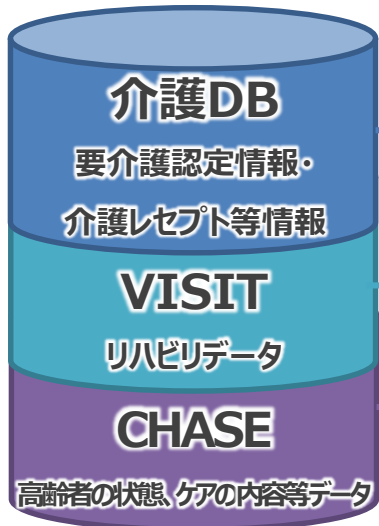 介護DB
要介護認定情報・
介護レセプト等情報
VISIT
リハビリデータ
CHASE
高齢者の状態、ケアの内容等データ